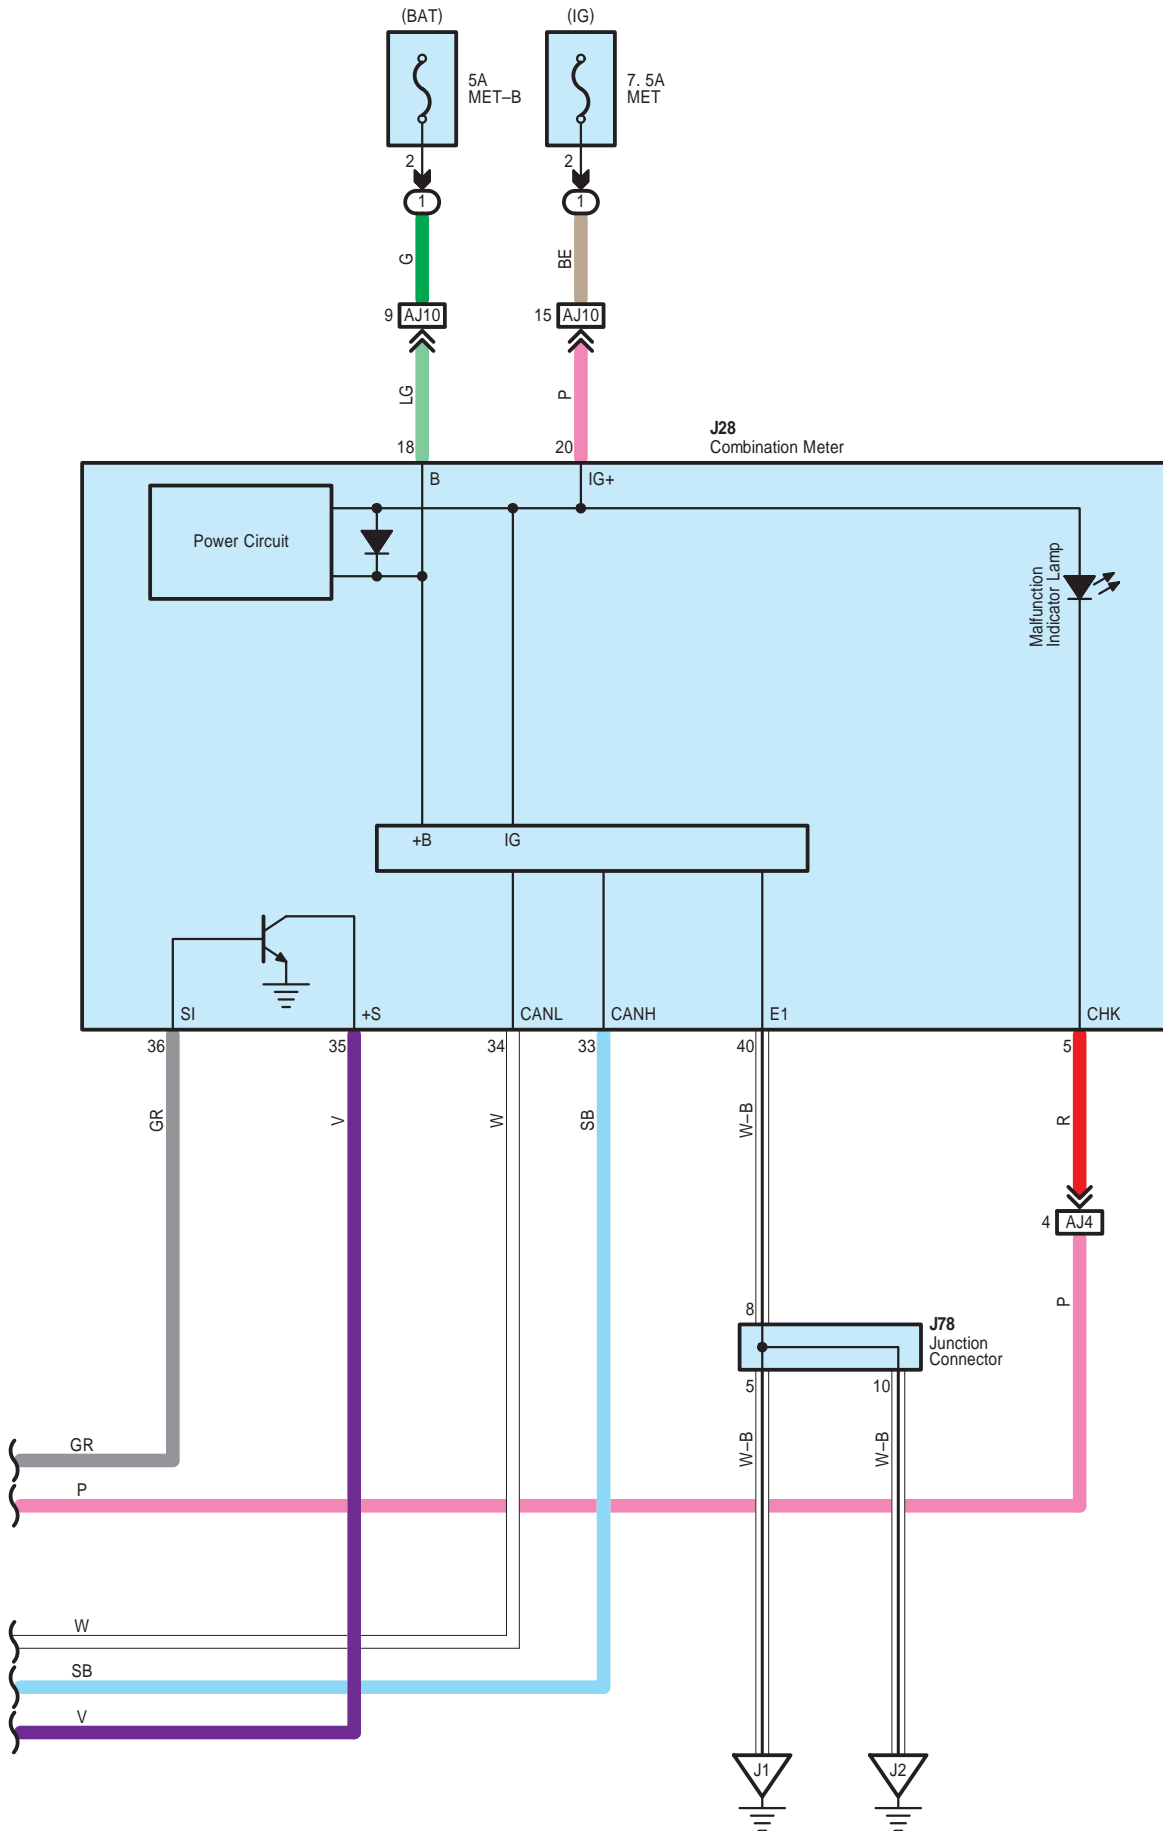 (BAT)
(IG)
5A
MET–B
7. 5A
MET
2
2
1
1
G
BE
9
AJ10
15
AJ10
LG
P
18
20
J28
Combination Meter
B
IG+
Power Circuit
Malfunction
Indicator Lamp
+B
IG
SI
+S
CANL
CANH
E1
CHK
36
35
34
33
40
5
GR
V
W
SB
W–B
R
4
AJ4
P
8
J78
Junction
Connector
5
10
W–B
W–B
GR
P
W
SB
V
J1
J2